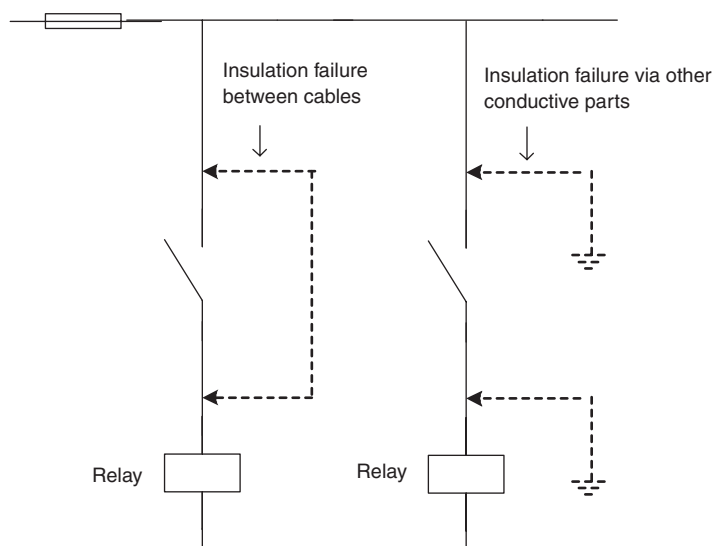 Insulation failure
between cables
Insulation failure via other
conductive parts
Relay
Relay